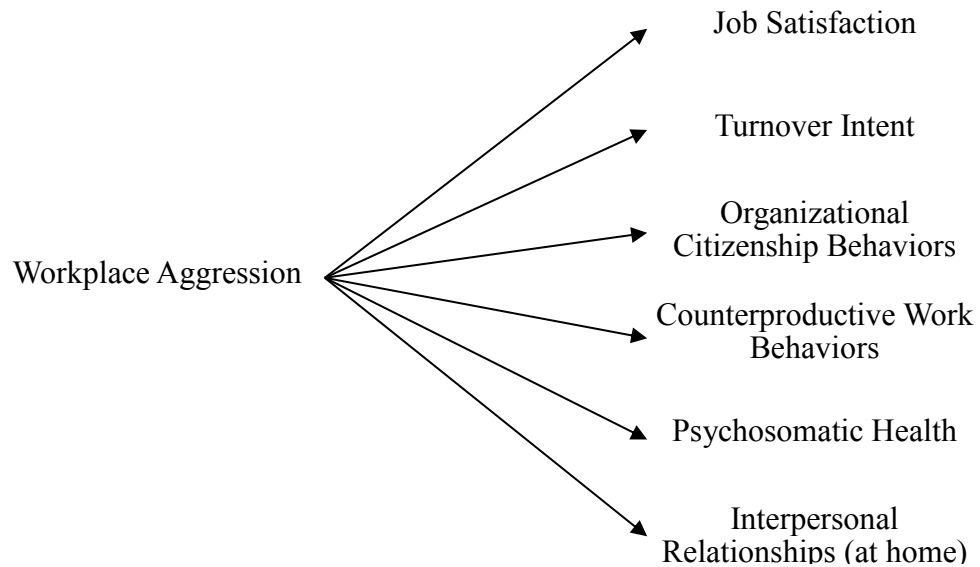 Job Satisfaction
Turnover Intent
Organizational
Citizenship Behaviors
Workplace Aggression
Counterproductive Work
Behaviors
Psychosomatic Health
Interpersonal
Relationships (at home)